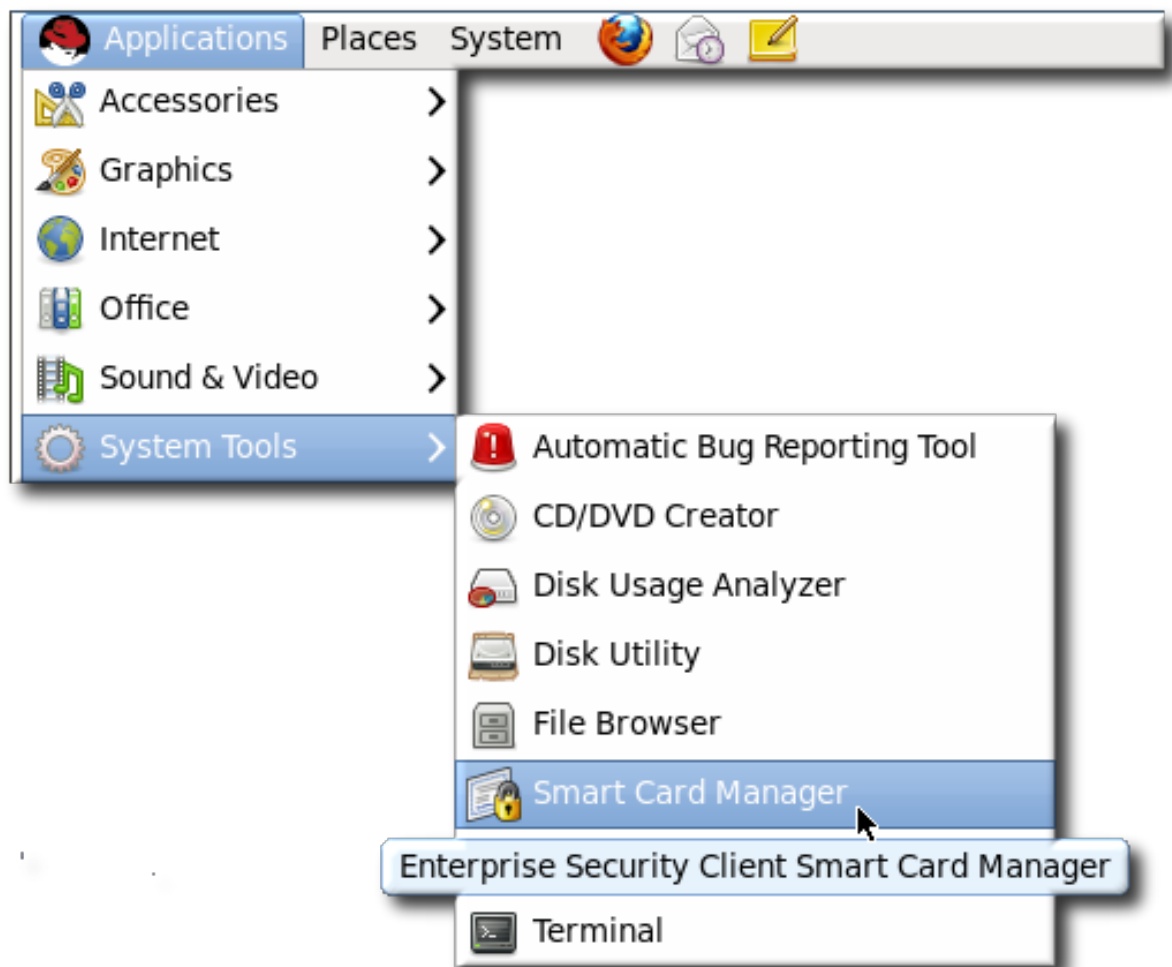 Applications Places System
Accessories
Graphics
Internet
Office
Sound & Video
System Tools
Automatic Bug Reporting Tool
CD/DVD Creator
Disk Usage Analyzer
Disk Utility
File Browser
Smart Card Manager
Enterprise Security Client Smart Card Manager
Terminal